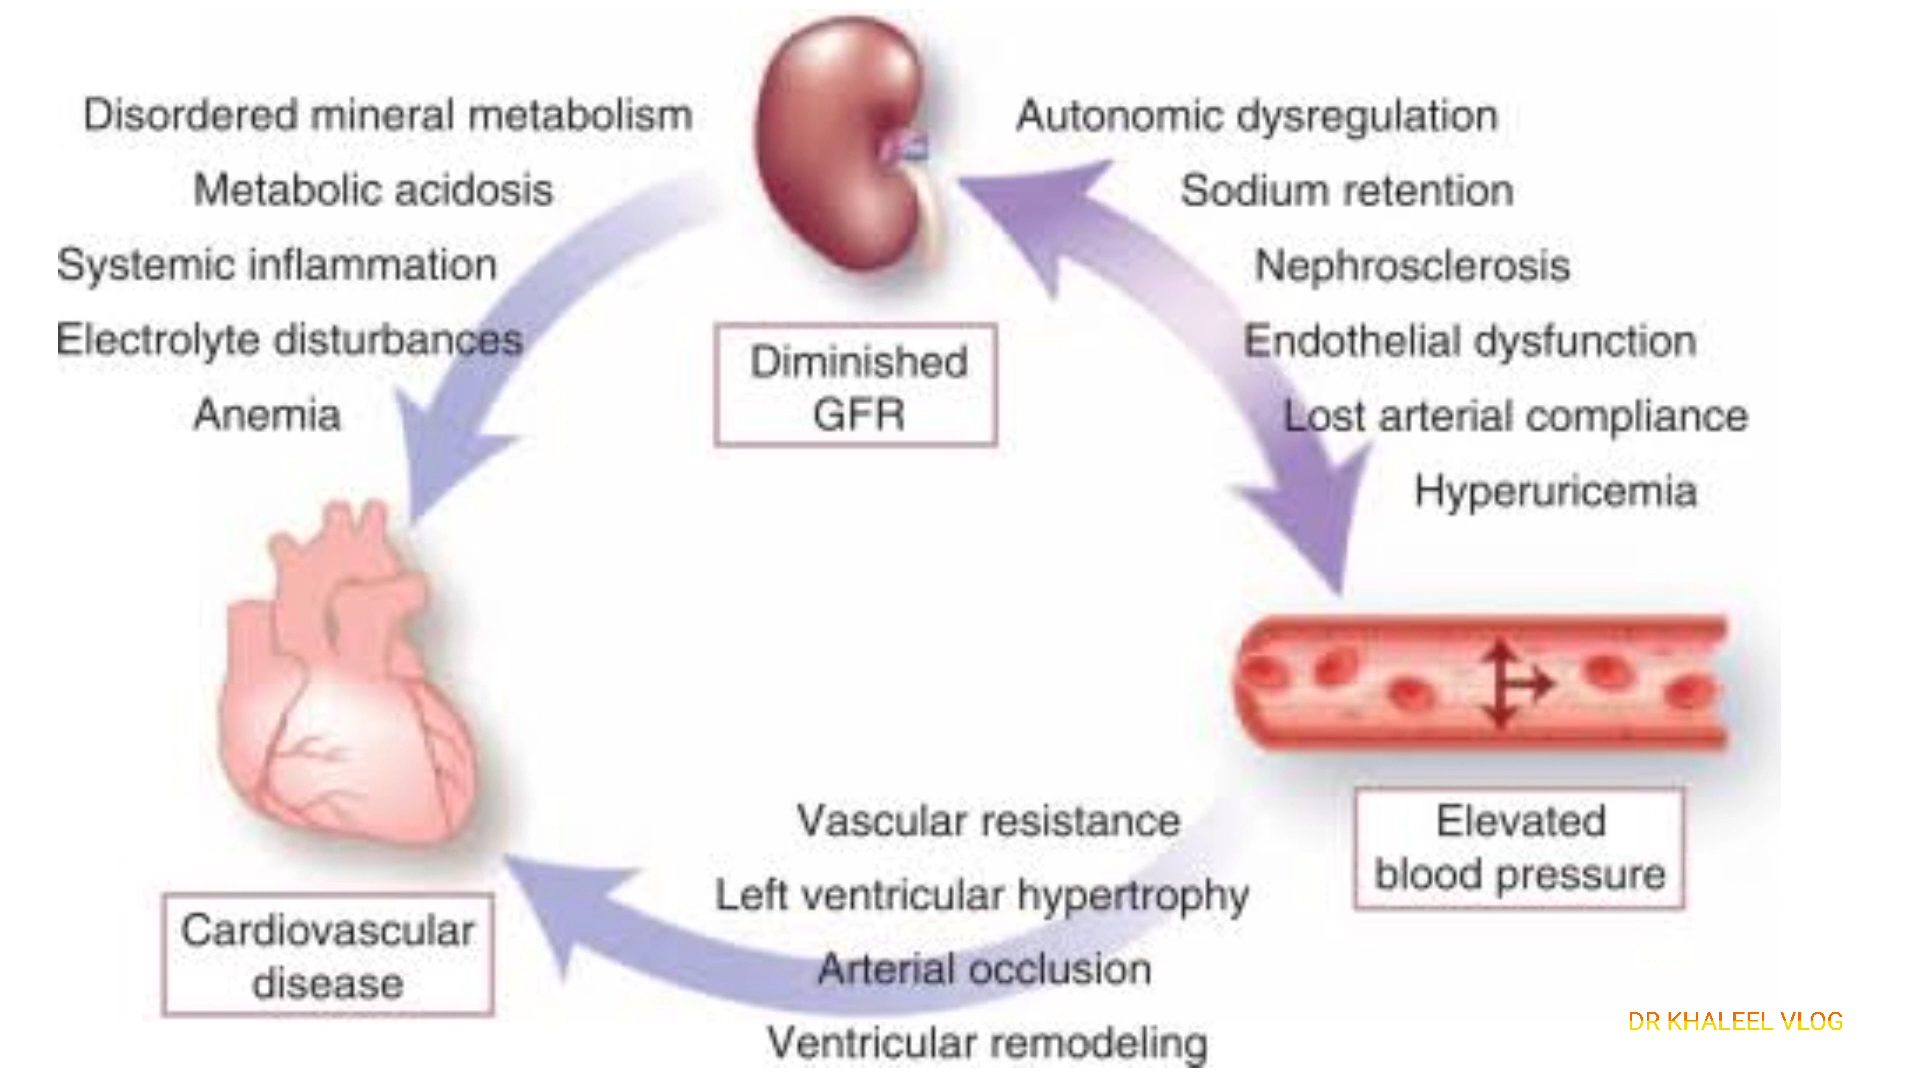 Disordered mineral metabolism
Metabolic acidosis
Systemic inflammation
Electrolyte disturbances
Anemia
Autonomic dysregulation
Sodium retention
Nephrosclerosis
Endothelial dysfunction
Lost arterial compliance
Hyperuricemia
Diminished
GFR
Elevated
blood pressure
Vascular resistance
Left ventricular hypertrophy
Arterial occlusion
Ventricular remodeling
Cardiovascular
disease
DR KHALEEL VLOG